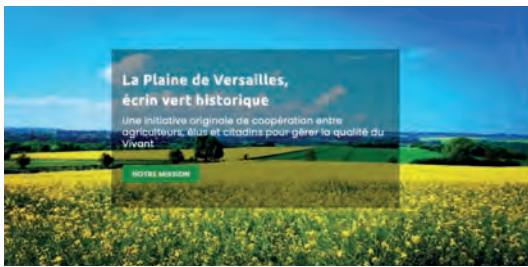 La Plaine de Versailles,
écrin vert historique
Une initiative originale de coopération entre
agriculteurs, élus et citadins pour gérer la qualité du
Vivant
NOTRE MISSION